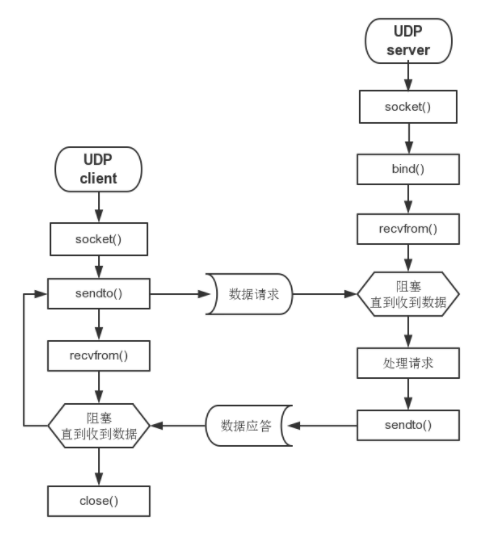 UDP
server
socket()
bind()
recvfrom()
阻塞
直到收到数据
处理请求
sendto()
UDP
client
socket()
sendto()
recvfrom()
阻塞
直到收到数据
close()
数据请求
数据应答